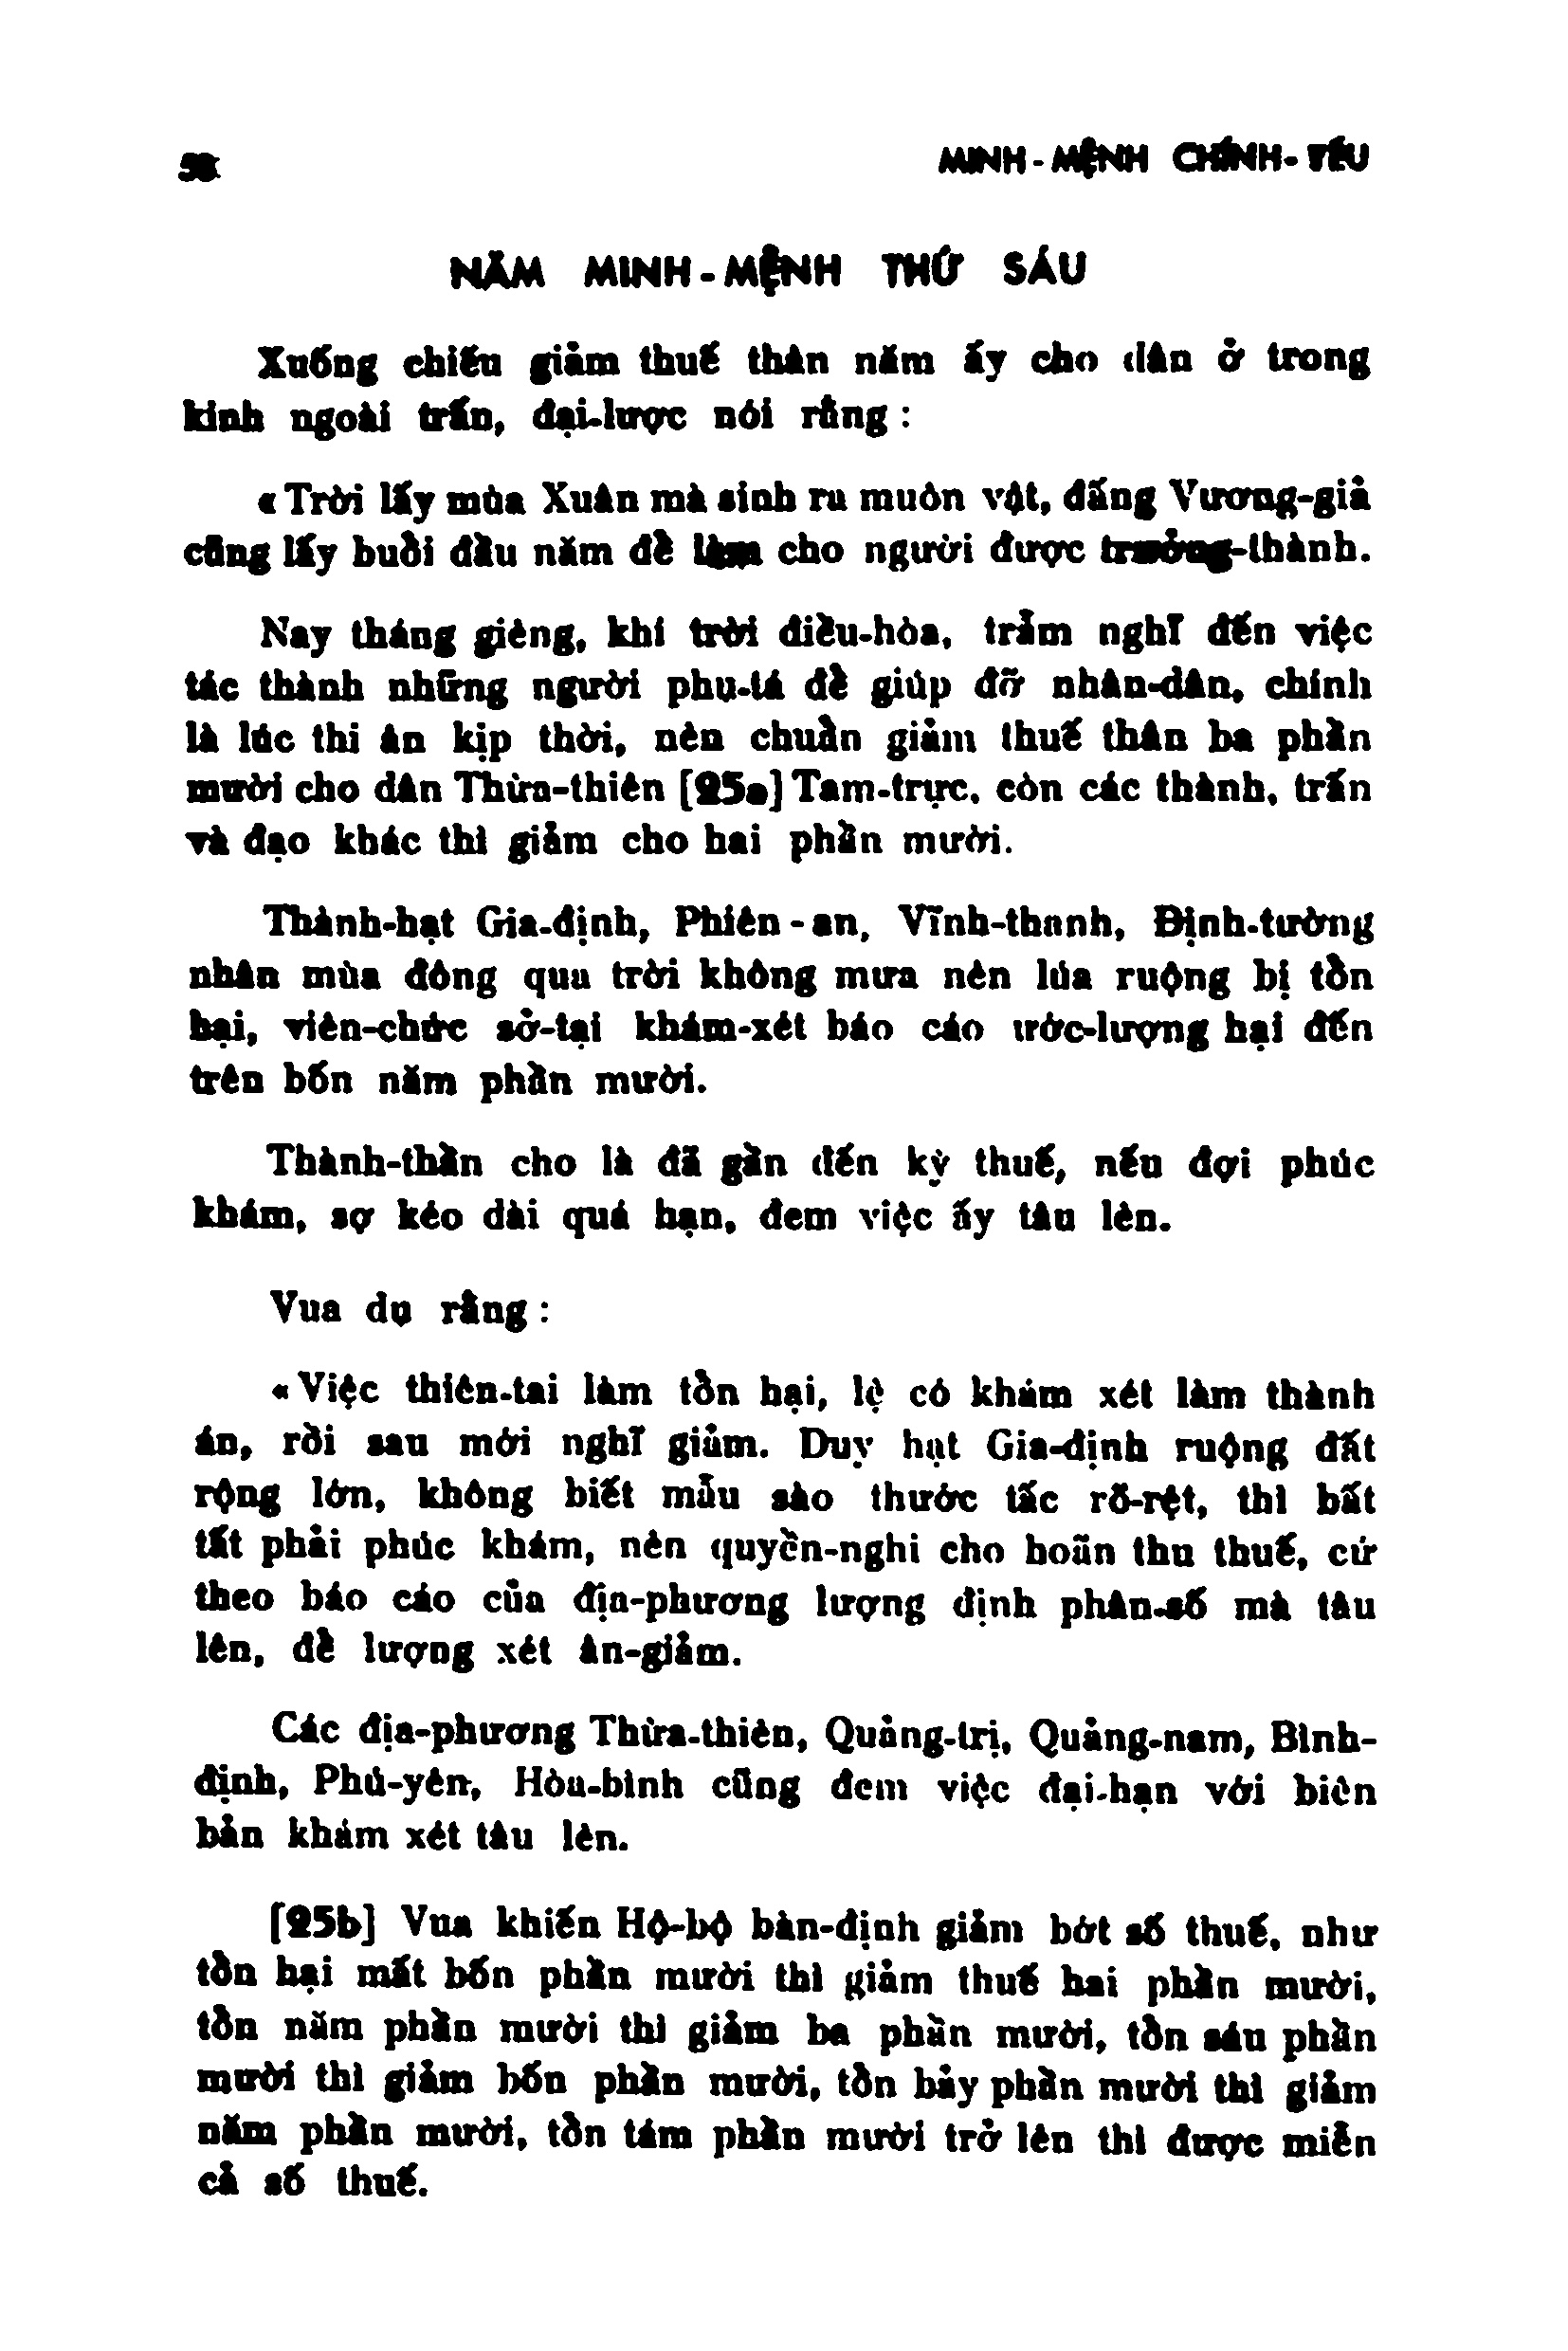 MINH-MỆNH CHÍNH-YẾU
NĂM MINH-MỆNH THỨ SÁU
Xuống chiếu giảm thuế thân năm ấy cho dân ở trong
kinh ngoài trấn, đại-lược nói rằng :
« Trời lấy mùa Xuân mà sinh ra muôn vật, đấng Vương-giả
cũng lấy buổi đầu năm để làm cho người được trưởng-thành.
Nay tháng giêng, khí trời điều-hòa, trẫm nghĩ đến việc
tác thành những người phụ-tá để giúp đỡ nhân-dân, chính
là lúc thi ân kịp thời, nên chuẩn giảm thuế thân ba phần
mười cho dân Thừa-thiên [25a] Tam-trực, còn các thành, trấn
và đạo khác thì giảm cho hai phần mười.
Thành-hạt Gia-định, Phiên-an, Vĩnh-thanh, Định-tường
nhân mùa đông qua trời không mưa nên lúa ruộng bị tổn
hại, viên-chức sở-tại khám-xét báo cáo ước-lượng hại đến
trên bốn năm phần mười.
Thành-thần cho là đã gần đến kỳ thuế, nếu đợi phúc
khám, sợ kéo dài quá hạn, đem việc ấy tâu lên.
Vua dụ rằng :
« Việc thiên-tai làm tổn hại, lệ có khám xét làm thành
án, rồi sau mới nghĩ giảm. Duy hạt Gia-định ruộng đất
rộng lớn, không biết mẫu sào thước tấc rõ-rệt, thì bất
tất phải phúc khám, nên quyền-nghi cho hoãn thu thuế, cứ
theo báo cáo của địa-phương lượng định phân-số mà tâu
lên, để lượng xét ân-giảm.
Các địa-phương Thừa-thiên, Quảng-trị, Quảng-nam, Bình-
định, Phú-yên, Hòa-bình cũng đem việc đại-hạn với biên
bản khám xét tâu lên.
[25b] Vua khiến Hộ-bộ bàn-định giảm bớt số thuế, như
tổn hại mất bốn phần mười thì giảm thuế hai phần mười,
tổn năm phần mười thì giảm ba phần mười, tổn sáu phần
mười thì giảm bốn phần mười, tổn bảy phần mười thì giảm
năm phần mười, tổn tám phần mười trở lên thì được miễn
cả số thuế.